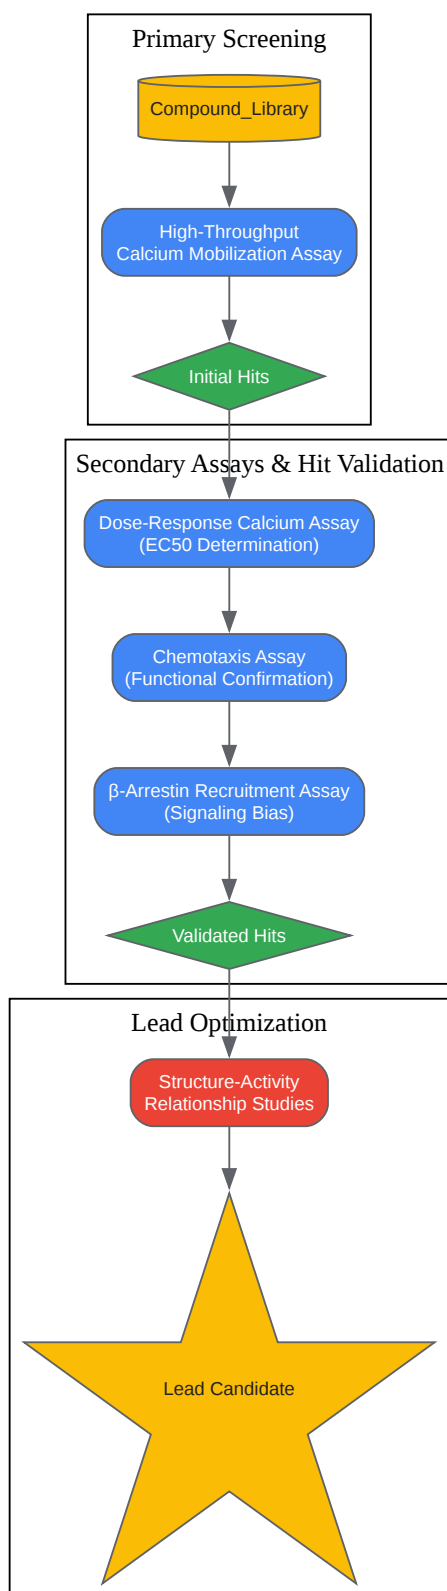 Primary Screening
Compound_Library
High-Throughput
Calcium Mobilization Assay
Initial Hits
Secondary Assays & Hit Validation
Dose-Response Calcium Assay
(EC50 Determination)
Chemotaxis Assay
(Functional Confirmation)
β-Arrestin Recruitment Assay
(Signaling Bias)
Validated Hits
Lead Optimization
Structure-Activity
Relationship Studies
Lead Candidate